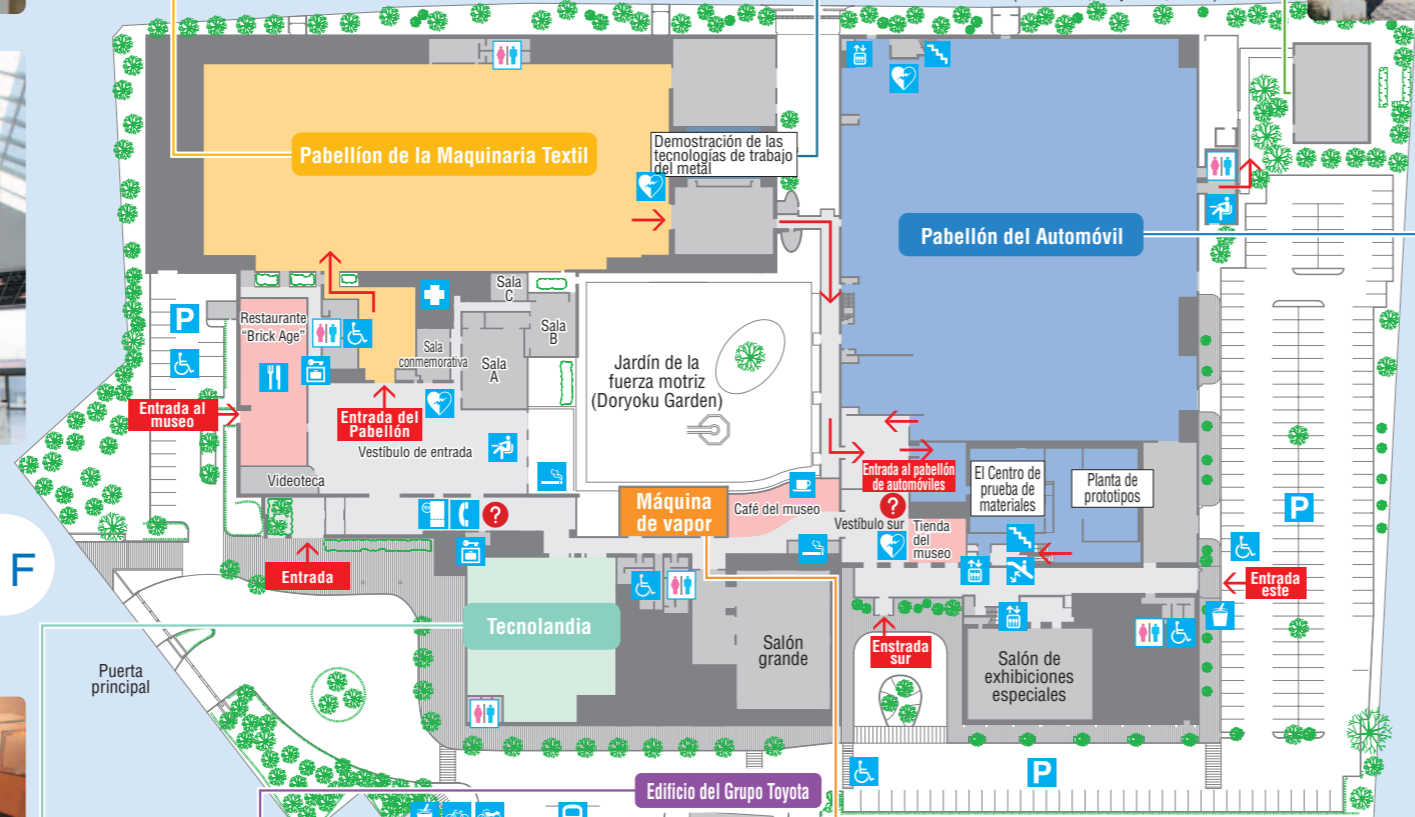 Pabellíon de la Maquinaria Textil
Demostración de las
tecnologías de trabajo
del metal
Pabellón del Automóvil
Restaurante
"Brick Age"
Sala
C
Sala
B
Sala
conmemorativa
Sala
A
Jardín de la
fuerza motriz
(Doryoku Garden)
P
Entrada al
museo
Entrada del
Pabellón
Vestíbulo de entrada
Videoteca
Máquina
de vapor
Café del museo
Entrada al pabellón
de automóviles
?
Vestíbulo sur
Tienda
del
museo
El Centro de
prueba de
materiales
Planta de
prototipos
P
?
F
Entrada
Entrada
este
Tecnolandia
Salón
grande
Enstrada
sur
Salón de
exhibiciones
especiales
Puerta
principal
P
Edificio del Grupo Toyota